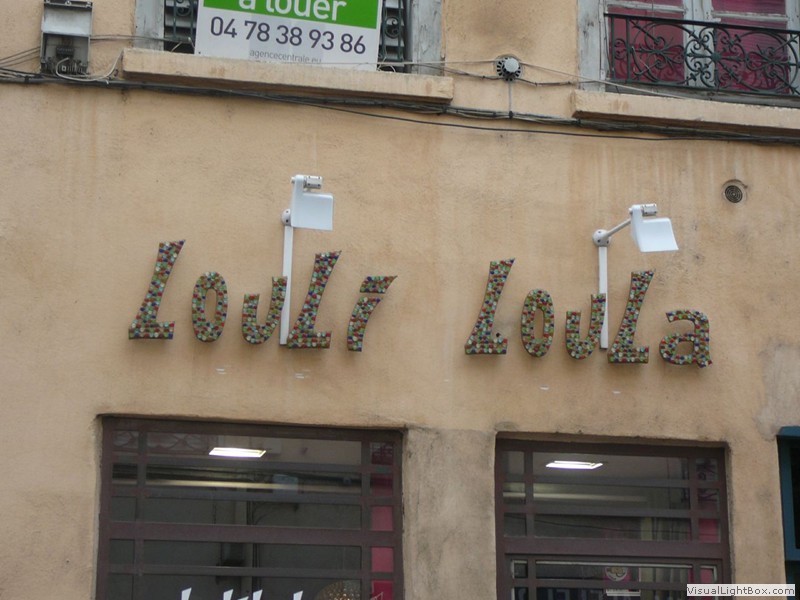 à louer
04 78 38 93 86
agencecentrale.eu
LouLi LouLa
VisualLightBox.com